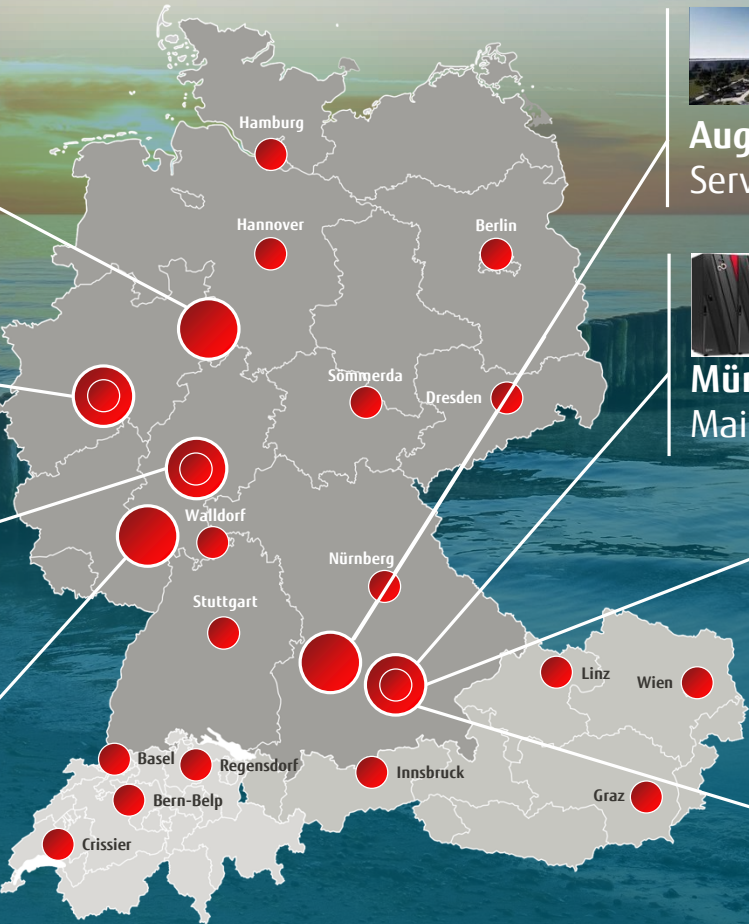 Hamburg
Hannover
Berlin
Sömmerda
Dresden
Walldorf
Nürnberg
Stuttgart
Linz
Wien
Basel
Regensdorf
Innsbruck
Bern-Belp
Graz
Crissier
Aug
Serv
Mün
Mai